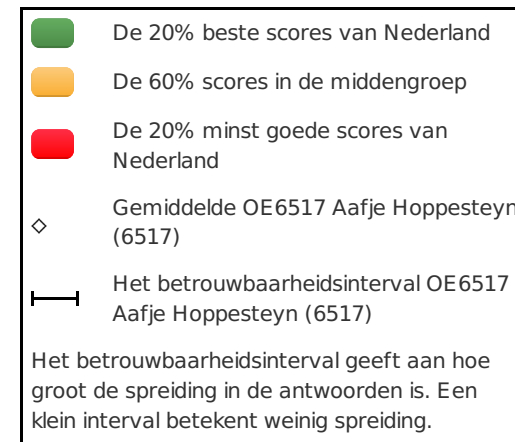 De 20% beste scores van Nederland
De 60% scores in de middengroep
De 20% minst goede scores van
Nederland
Gemiddelde OE6517 Aafje Hoppesteyn
(6517)
Het betrouwbaarheidsinterval OE6517
Aafje Hoppesteyn (6517)
Het betrouwbaarheidsinterval geeft aan hoe
groot de spreiding in de antwoorden is. Een
klein interval betekent weinig spreiding.